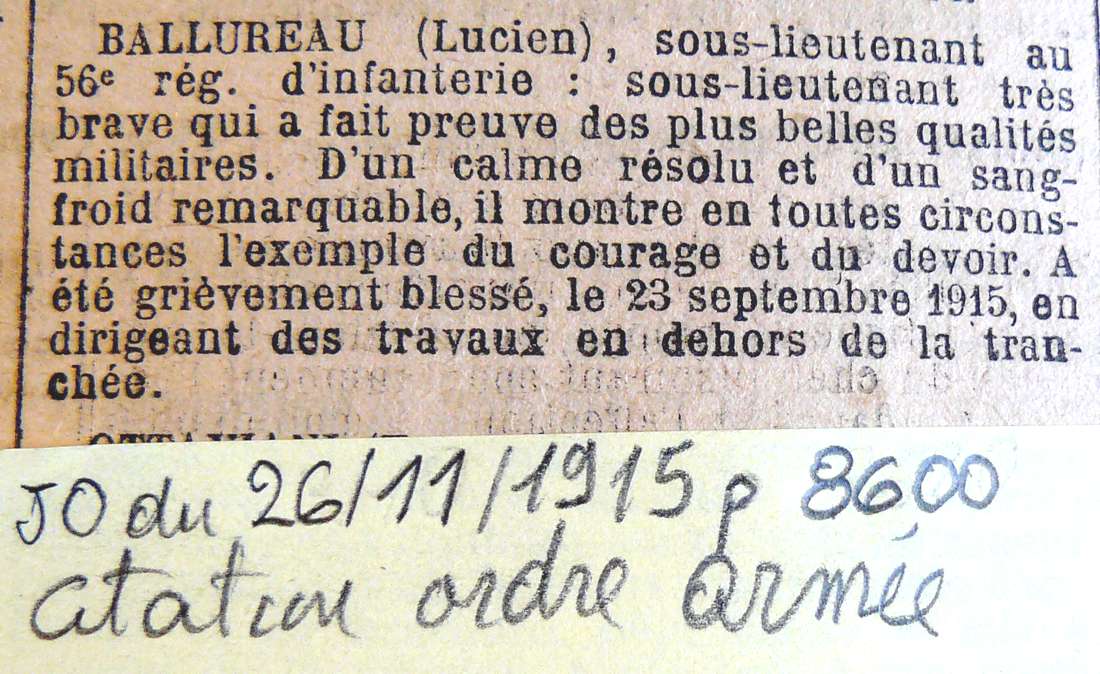 BALLUREAU (Lucien), sous-lieutenant au
56e rég. d'infanterie : sous-lieutenant très
brave qui a fait preuve des plus belles qualités
militaires. D'un calme résolu et d'un sang-
froid remarquable, il montre en toutes circons-
tances l'exemple du courage et du devoir. A
été grièvement blessé, le 23 septembre 1915, en
dirigeant des travaux en dehors de la tran-
chée.
JO du 26/11/1915 p 8600
citation ordre armée